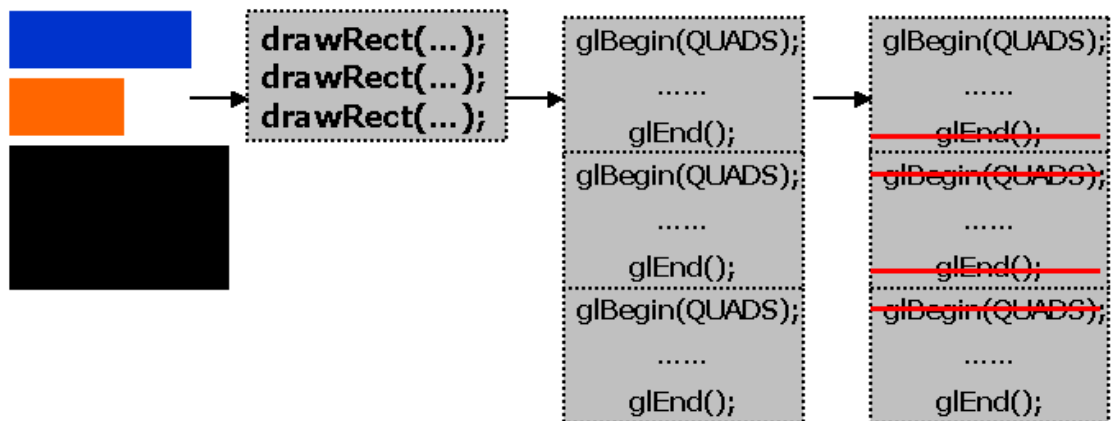 drawRect(...);
drawRect(...);
drawRect(...);
glBegin(QUADS);
......
glEnd();
glBegin(QUADS);
......
glEnd();
glBegin(QUADS);
......
glEnd();
glBegin(QUADS);
......
glEnd();
glBegin(QUADS);
......
glEnd();
glBegin(QUADS);
......
glEnd();